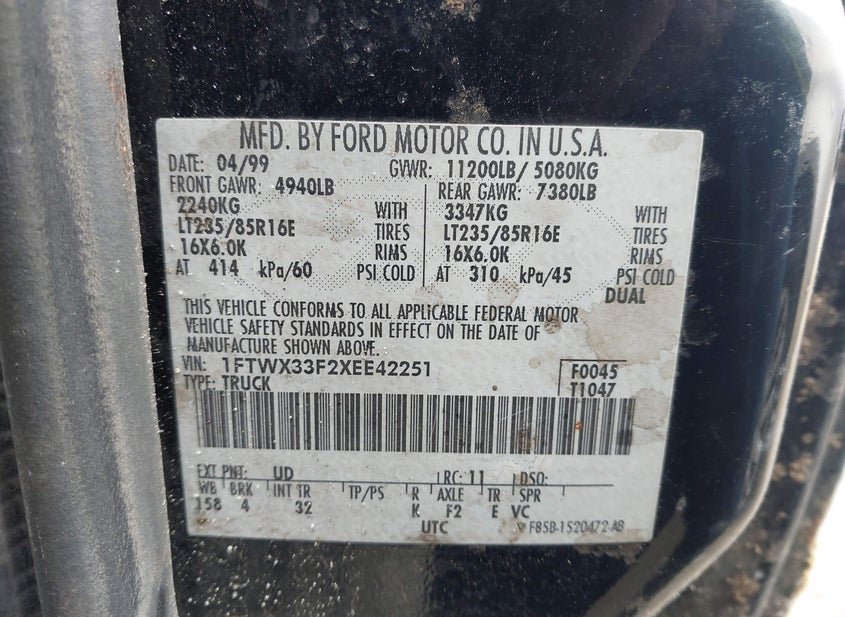 MFD. BY FORD MOTOR CO. IN U.S.A.
DATE: 04/99 GVWR: 11200LB/ 5080KG
FRONT GAWR: 4940LB REAR GAWR: 7380LB
2240KG WITH 3347KG WITH
LT235/85R16E TIRES LT235/85R16E TIRES
16X6.0K RIMS 16X6.0K RIMS
AT 414 kPa/60 PSI COLD AT 310 kPa/45 PSI COLD
DUAL
THIS VEHICLE CONFORMS TO ALL APPLICABLE FEDERAL MOTOR
VEHICLE SAFETY STANDARDS IN EFFECT ON THE DATE OF
MANUFACTURE SHOWN ABOVE.
VIN: 1FTWX33F2XEE42251 F0045
TYPE: TRUCK T1047
EXT PNT: UD RC: 11 DSO:
WB BRK INT TR TP/PS R AXLE TR SPR
158 4 32 K F2 E VC
UTC F85B-1520472-AB